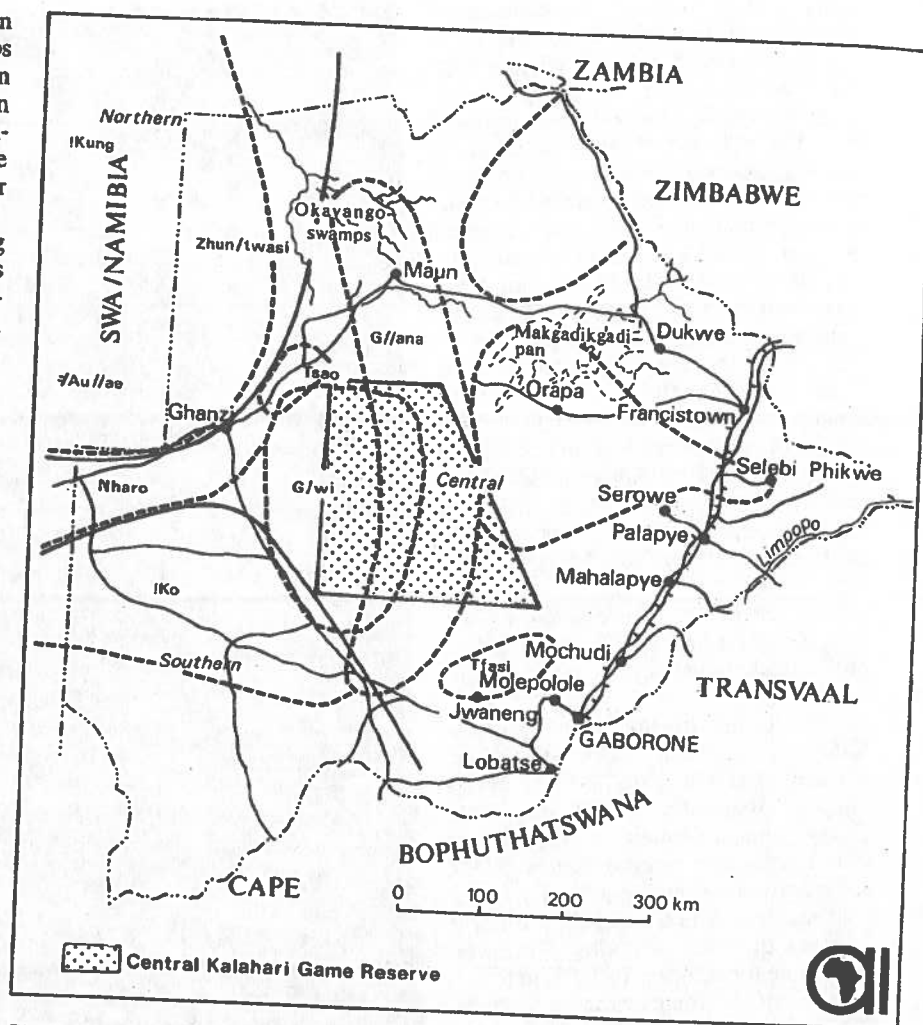 n
os
n
n
-
e
r
g
s
.
ZAMBIA
Northern
!Kung
ZIMBABWE
SWA/NAMIBIA
Okavango-
swamps
Zhun/twasi
Maun
G//ana
Makgadikgadi-
pan
Dukwe
Tsao
≠/Au//ae
Orapa
Ghanzi
Francistown
Selebi Phikwe
Nharo
G/wi
Central
Serowe
Palapye
Limpopo
Mahalapye
!Ko
Mochudi
Southern
Tfasi
Molepolole
TRANSVAAL
Jwaneng
GABORONE
Lobatse
BOPHUTHATSWANA
CAPE
0 100 200 300 km
Central Kalahari Game Reserve